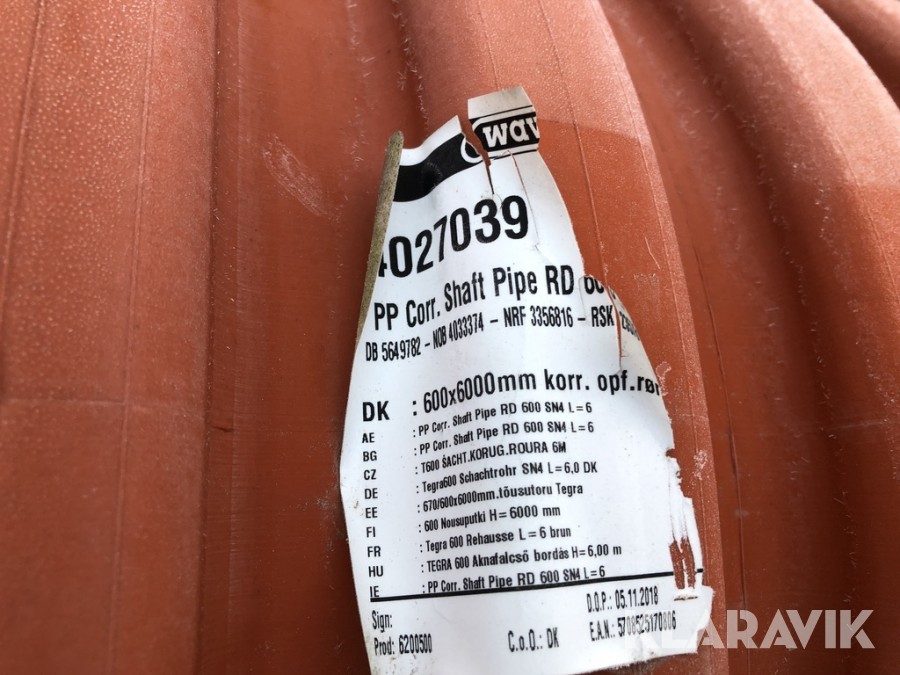 wav
4027039
PP Corr. Shaft Pipe RD
DB 5649782 - NOB 4033374 - NRF 3356816 - RSK
DK : 600x6000mm korr. opf.rør
AE : PP Corr. Shaft Pipe RD 600 SN4 L=6
BG : PP Corr. Shaft Pipe RD 600 SN4 L=6
CZ : T600 ŠACHT.KORUG.ROURA 6M
DE : Tegra600 Schachtrohr SN4 L=6,0 DK
EE : 670/600x6000mm.tõusutoru Tegra
FI : 600 Nousuputki H= 6000 mm
FR : Tegra 600 Rehausse L=6 brun
HU : TEGRA 600 Aknafalcső bordás H=6,00 m
IE : PP Corr. Shaft Pipe RD 600 SN4 L=6
Sign: D.O.P.: 05.11.2018
Prod: 6200500 C.o.O.: DK E.A.N.: 5708525170806
KLARAVIK